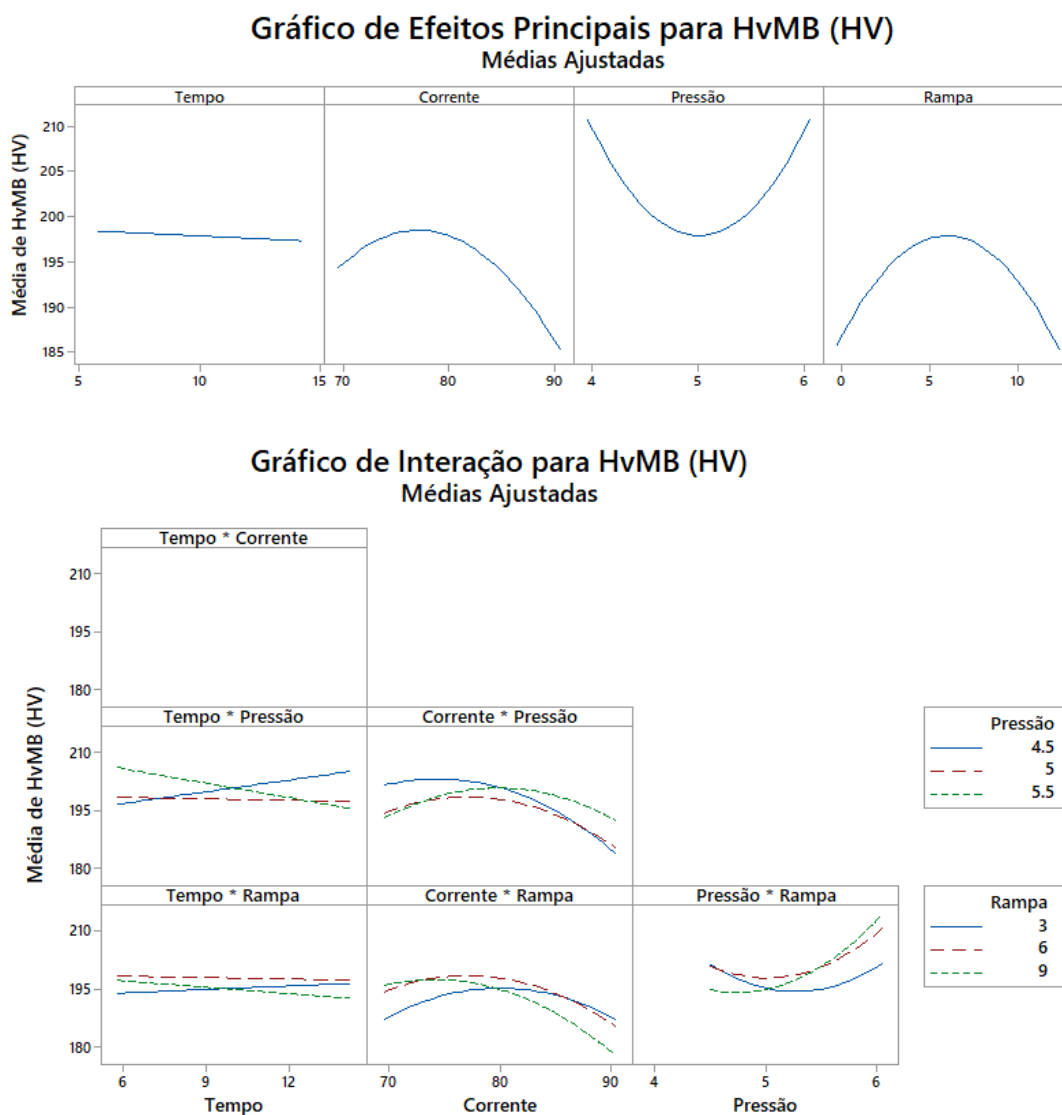 Gráfico de Efeitos Principais para HvMB (HV)
Médias Ajustadas
Tempo Corrente Pressão Rampa
Média de HvMB (HV)
210
205
200
195
190
185
5 10 15 70 80 90 4 5 6 0 5 10
Gráfico de Interação para HvMB (HV)
Médias Ajustadas
Média de HvMB (HV)
Tempo * Corrente
210
195
180
Tempo * Pressão Corrente * Pressão
210
195
180
Pressão
4.5
5
5.5
Tempo * Rampa Corrente * Rampa Pressão * Rampa
210
195
180
Rampa
3
6
9
6 9 12 70 80 90 4 5 6
Tempo Corrente Pressão